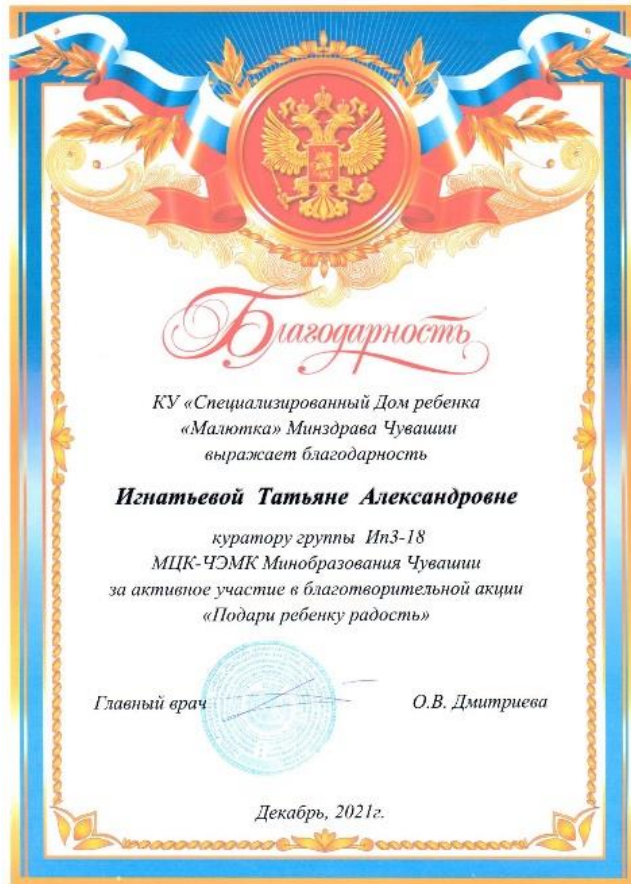 Благодарность
КУ «Специализированный Дом ребенка
«Малютка» Минздрава Чувашии
выражает благодарность
Игнатьевой Татьяне Александровне
куратору группы Ип3-18
МЦК-ЧЭМК Минобразования Чувашии
за активное участие в благотворительной акции
«Подари ребенку радость»
Главный врач О.В. Дмитриева
Декабрь, 2021г.